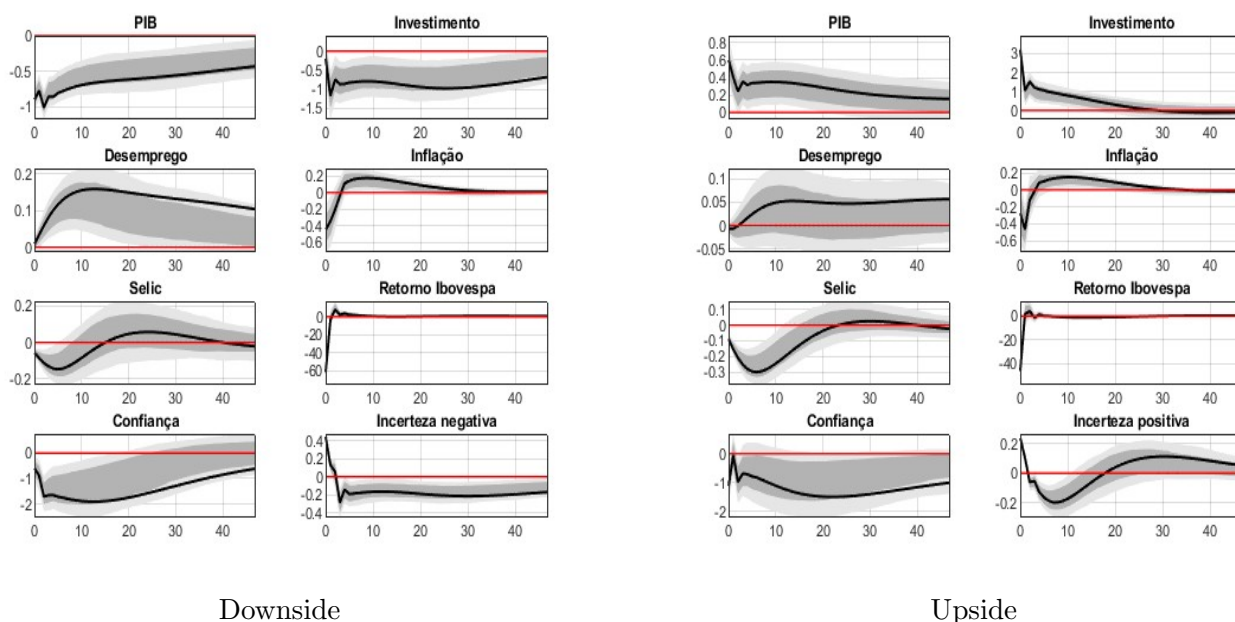 PIB
0
-0.5
-1
0 10 20 30 40
Investimento
0
-0.5
-1
-1.5
0 10 20 30 40
PIB
0.8
0.6
0.4
0.2
0
0 10 20 30 40
Investimento
3
2
1
0
0 10 20 30 40
Desemprego
0.2
0.1
0
0 10 20 30 40
Inflação
0.2
0
-0.2
-0.4
-0.6
0 10 20 30 40
Desemprego
0.1
0.05
0
-0.05
0 10 20 30 40
Inflação
0.2
0
-0.2
-0.4
-0.6
0 10 20 30 40
Selic
0.2
0
-0.2
0 10 20 30 40
Retorno Ibovespa
0
-20
-40
-60
0 10 20 30 40
Selic
0.1
0
-0.1
-0.2
-0.3
0 10 20 30 40
Retorno Ibovespa
0
-20
-40
0 10 20 30 40
Confiança
0
-1
-2
0 10 20 30 40
Incerteza negativa
0.4
0.2
0
-0.2
-0.4
0 10 20 30 40
Confiança
0
-1
-2
0 10 20 30 40
Incerteza positiva
0.2
0
-0.2
0 10 20 30 40
Downside
Upside